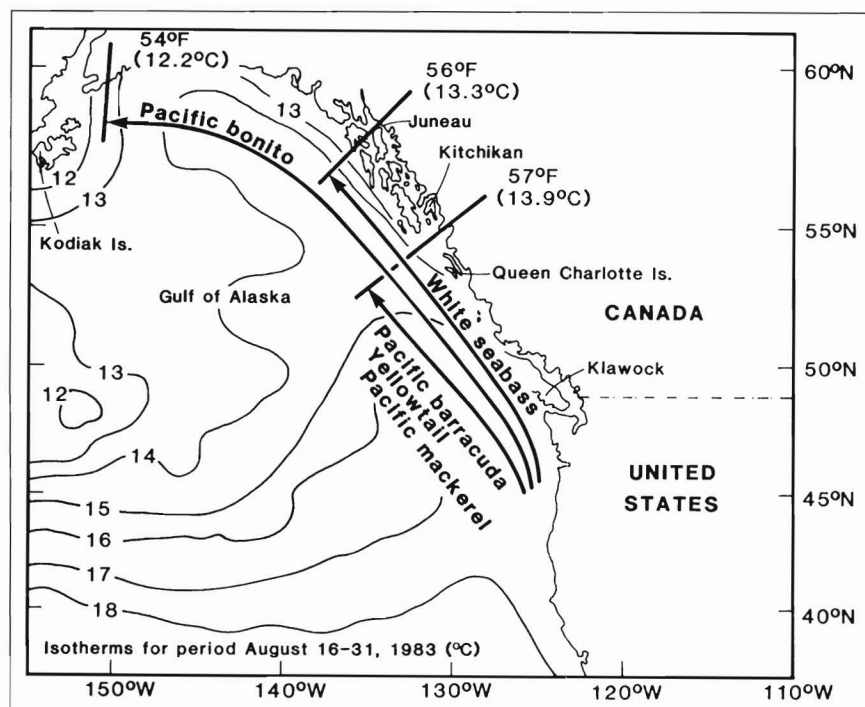 54°F
(12.2°C)
56°F
(13.3°C)
60°N
13
Pacific bonito
Juneau
Kitchikan
57°F
(13.9°C)
12
13
55°N
Kodiak Is.
Queen Charlotte Is.
Gulf of Alaska
White seabass
CANADA
Pacific barracuda
Yellowtail
Pacific mackerel
13
12
50°N
Klawock
14
UNITED
STATES
15
45°N
16
17
18
40°N
Isotherms for period August 16-31, 1983 (°C)
150°W
140°W
130°W
120°W
110°W